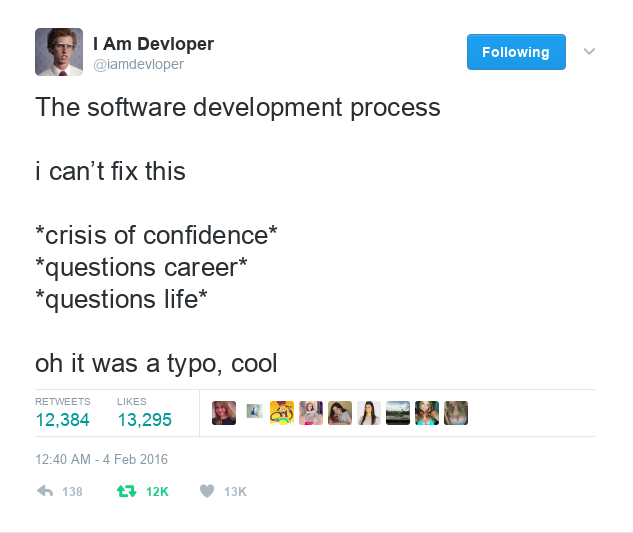 I Am Devloper
@iamdevloper
Following
The software development process
i can’t fix this
*crisis of confidence*
*questions career*
*questions life*
oh it was a typo, cool
RETWEETS LIKES
12,384 13,295
12:40 AM - 4 Feb 2016
138 12K 13K